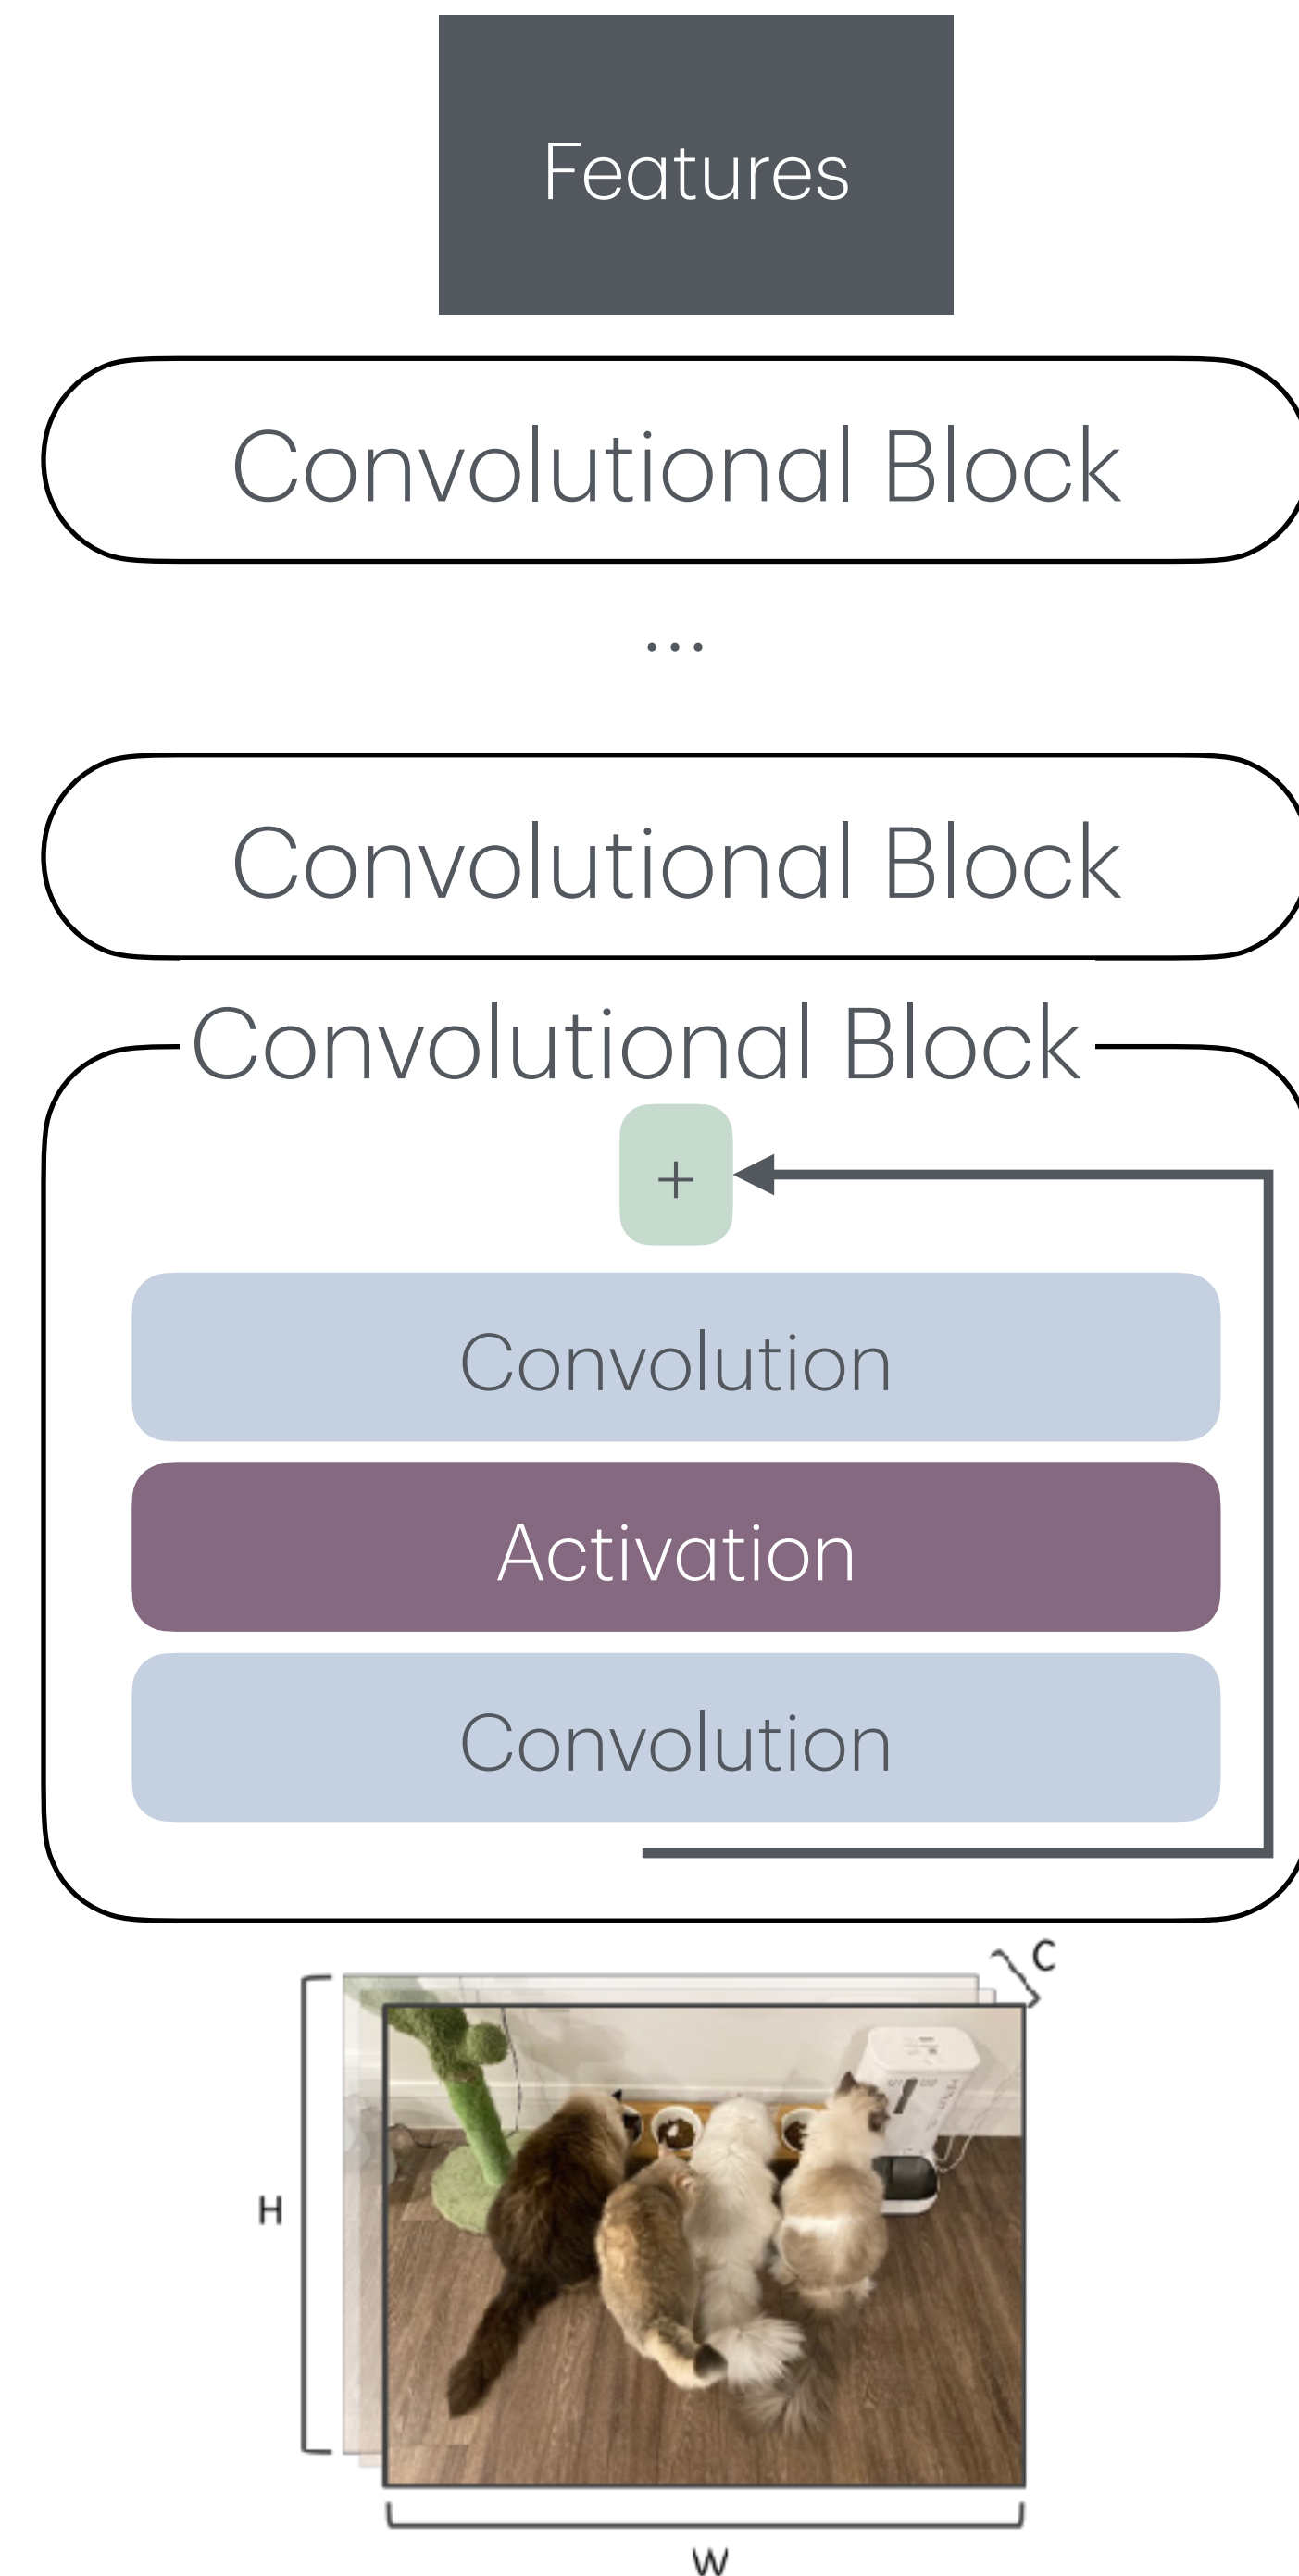 Features
Convolutional Block
...
Convolutional Block
Convolutional Block
+
Convolution
Activation
Convolution
C
H
W